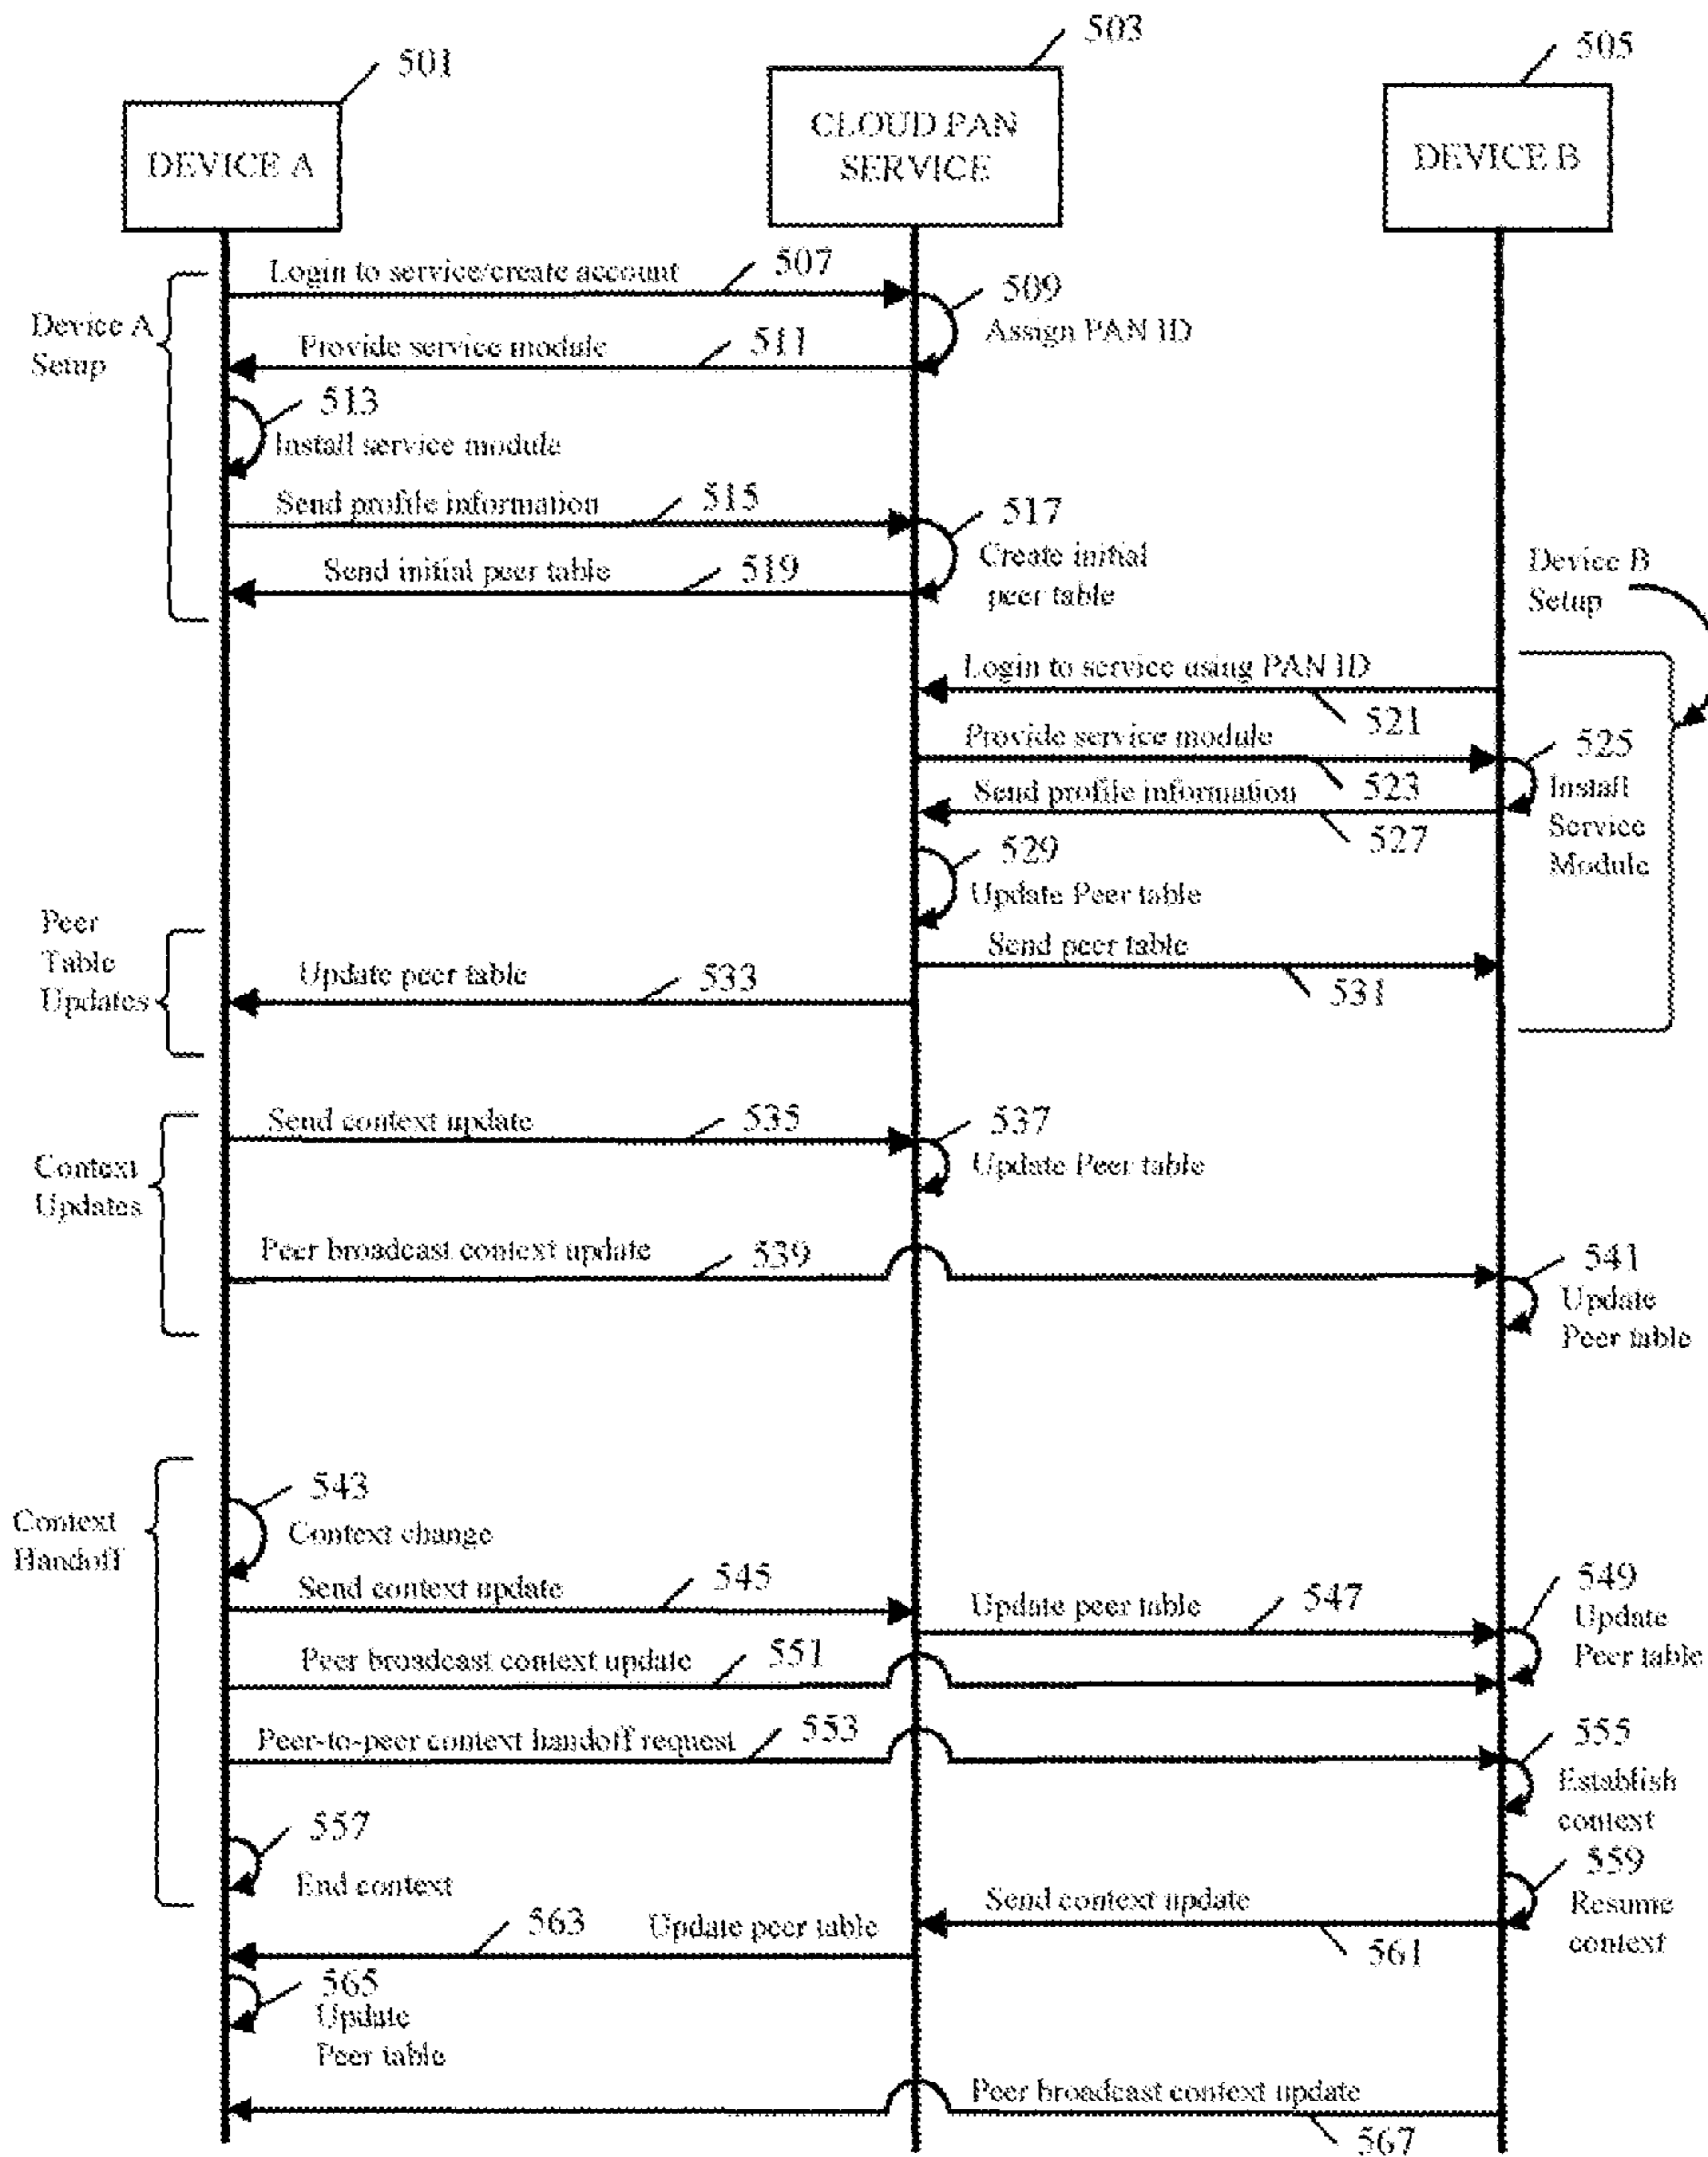 501
503
505
DEVICE A
CLOUD PAN
SERVICE
DEVICE B
Login to service/create account
507
509
Assign PAN ID
Device A
Setup
Provide service module
511
513
Install service module
Send profile information
515
517
Create initial
peer table
Send initial peer table
519
Device B
Setup
Login to service using PAN ID
521
Provide service module
523
525
Install
Service
Module
Send profile information
527
529
Update Peer table
Peer
Table
Updates
Send peer table
531
Update peer table
533
Send context update
535
537
Update Peer table
Context
Updates
Peer broadcast context update
539
541
Update
Peer table
Context
Handoff
543
Context change
Send context update
545
Update peer table
547
549
Update
Peer table
Peer broadcast context update
551
Peer-to-peer context handoff request
553
555
Establish
context
557
End context
559
Resume
context
Send context update
561
563
Update peer table
565
Update
Peer table
Peer broadcast context update
567